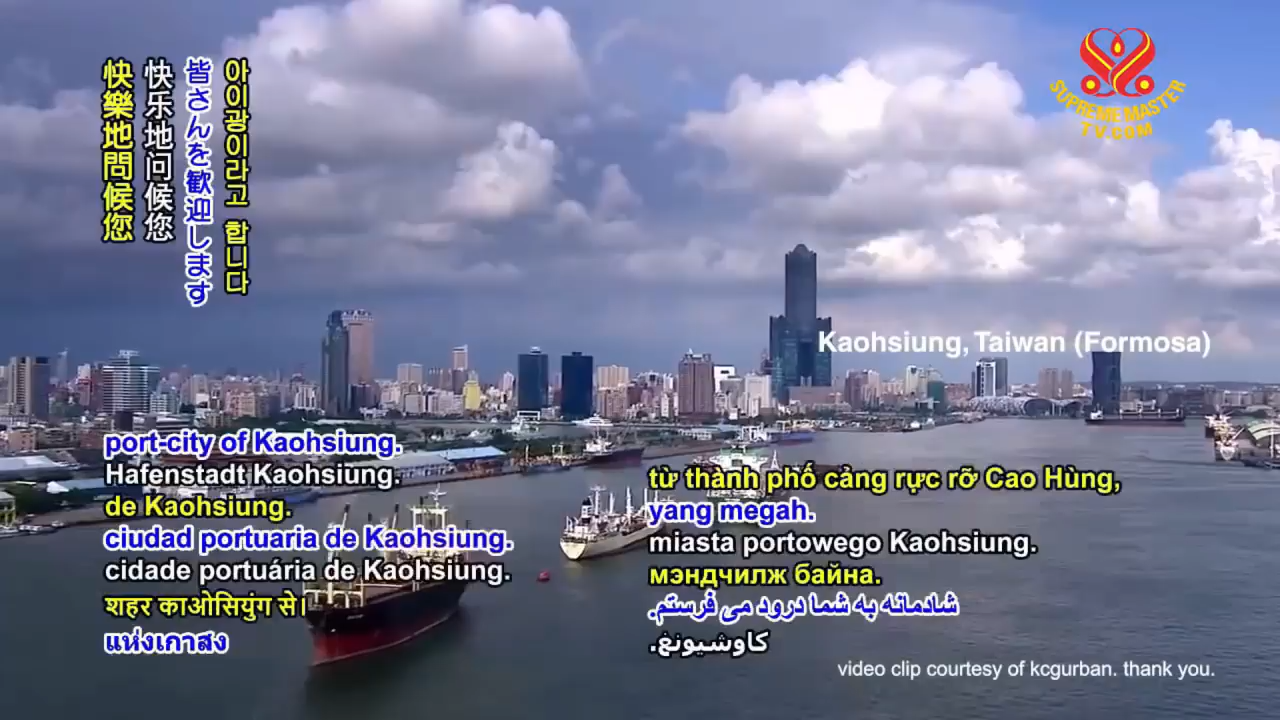 아이광이라고 합니다
皆さんを歓迎します
快乐地问候您
快樂地問候您
SUPREME MASTER
TV.COM
Kaohsiung, Taiwan (Formosa)
port-city of Kaohsiung.
Hafenstadt Kaohsiung.
de Kaohsiung.
ciudad portuaria de Kaohsiung.
cidade portuária de Kaohsiung.
शहर काओसियुंग से।
แห่งเกาสง
từ thành phố cảng rực rỡ Cao Hùng,
yang megah.
miasta portowego Kaohsiung.
мэндчилж байна.
شادمانه به شما درود می فرستم.
كاوشيونغ.
video clip courtesy of kcgurban. thank you.